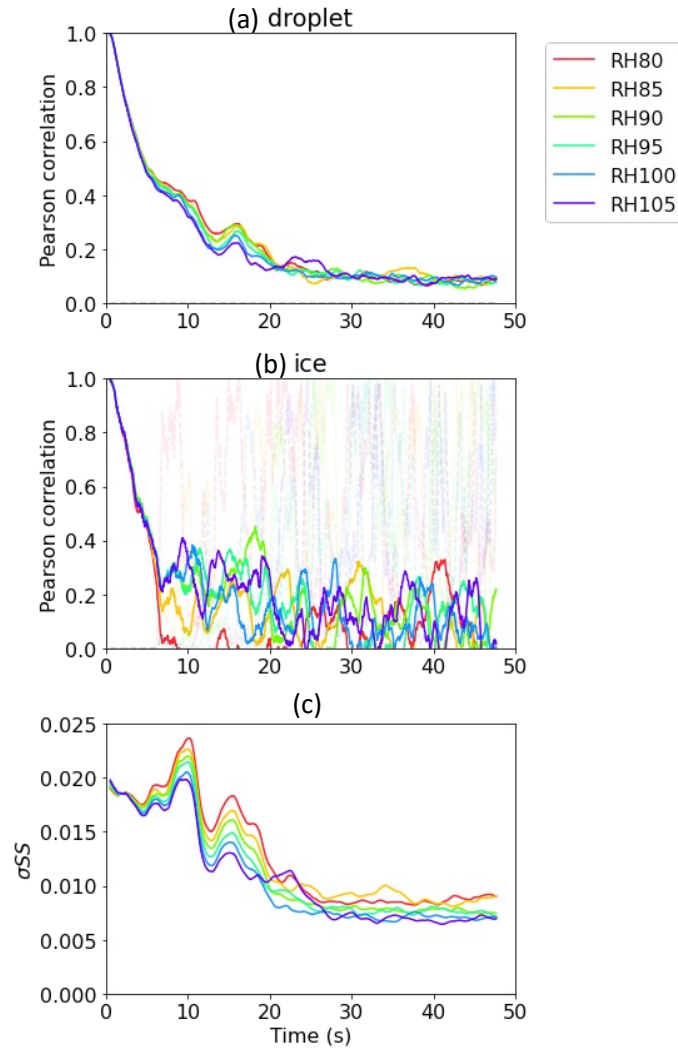 (a) droplet
1.0
0.8
0.6
0.4
0.2
0.0
Pearson correlation
0 10 20 30 40 50
RH80
RH85
RH90
RH95
RH100
RH105
(b) ice
1.0
0.8
0.6
0.4
0.2
0.0
Pearson correlation
0 10 20 30 40 50
(c)
0.025
0.020
0.015
0.010
0.005
0.000
σSS
0 10 20 30 40 50
Time (s)